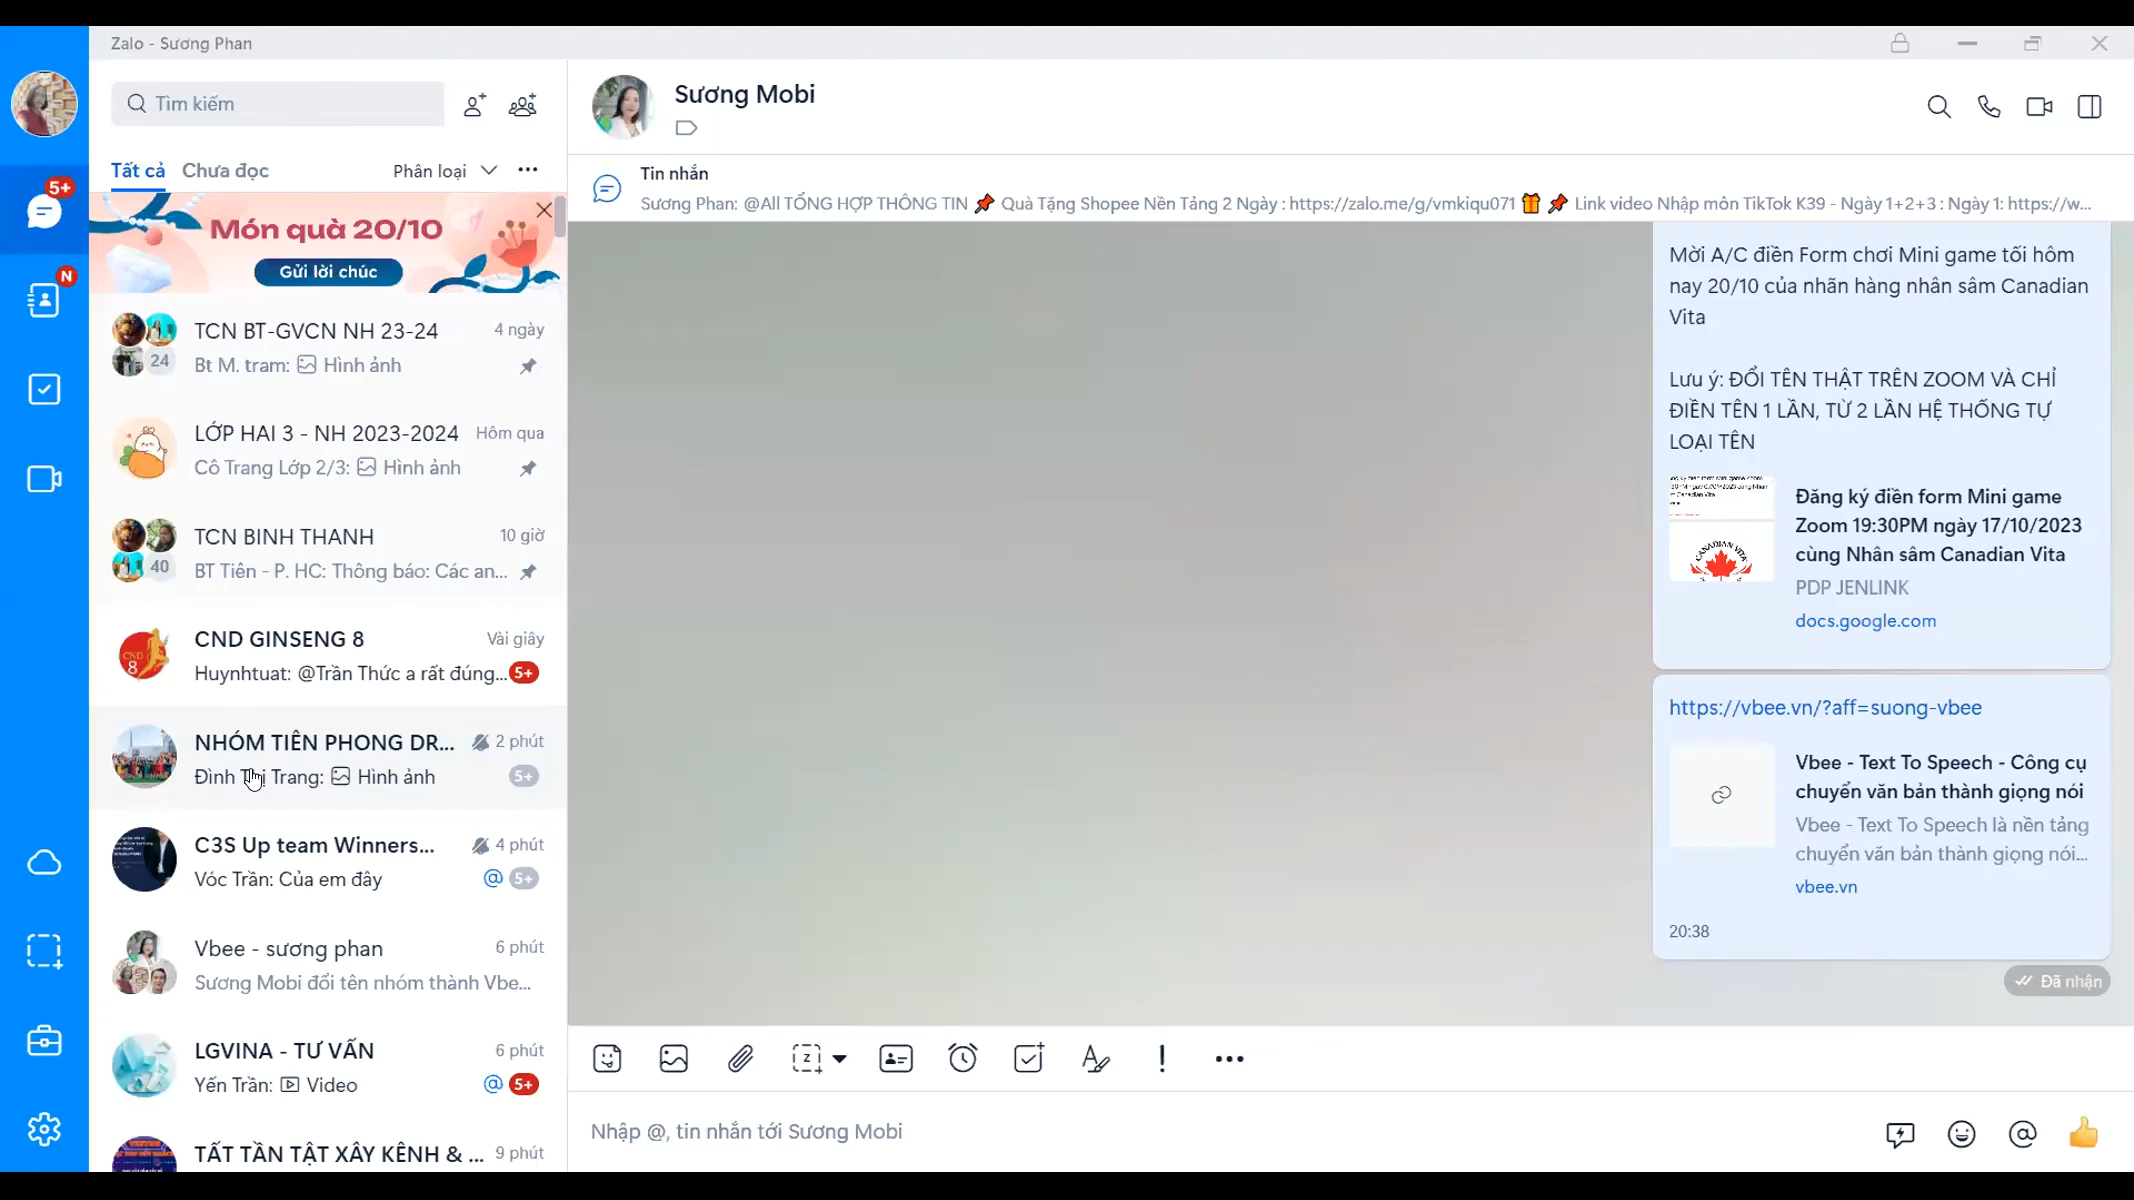 Zalo - Sương Phan
Tìm kiếm
Tất cả Chưa đọc Phân loại
5+
N
Món quà 20/10
Gửi lời chúc
TCN BT-GVCN NH 23-24 4 ngày
24 Bt M. tram: Hình ảnh
LỚP HAI 3 - NH 2023-2024 Hôm qua
Cô Trang Lớp 2/3: Hình ảnh
TCN BINH THANH 10 giờ
40 BT Tiên - P. HC: Thông báo: Các an...
CND GINSENG 8 Vài giây
CND 8
Huynhtuat: @Trần Thức a rất đúng... 5+
NHÓM TIÊN PHONG DR... 2 phút
Đình Thị Trang: Hình ảnh 5+
C3S Up team Winners... 4 phút
Vóc Trần: Của em đây @ 5+
Vbee - sương phan 6 phút
Sương Mobi đổi tên nhóm thành Vbe...
LGVINA - TƯ VẤN 6 phút
Yến Trần: Video @ 5+
TẤT TẦN TẬT XÂY KÊNH & ... 9 phút
Sương Mobi
Tin nhắn
Sương Phan: @All TỔNG HỢP THÔNG TIN 📌 Quà Tặng Shopee Nền Tảng 2 Ngày : https://zalo.me/g/vmkiqu071 🎁 📌 Link video Nhập môn TikTok K39 - Ngày 1+2+3 : Ngày 1: https://w...
Mời A/C điền Form chơi Mini game tối hôm
nay 20/10 của nhãn hàng nhân sâm Canadian
Vita
Lưu ý: ĐỔI TÊN THẬT TRÊN ZOOM VÀ CHỈ
ĐIỀN TÊN 1 LẦN, TỪ 2 LẦN HỆ THỐNG TỰ
LOẠI TÊN
CANADIAN VITA
Đăng ký điền form Mini game
Zoom 19:30PM ngày 17/10/2023
cùng Nhân sâm Canadian Vita
PDP JENLINK
docs.google.com
https://vbee.vn/?aff=suong-vbee
Vbee - Text To Speech - Công cụ
chuyển văn bản thành giọng nói
Vbee - Text To Speech là nền tảng
chuyển văn bản thành giọng nói...
vbee.vn
20:38
Đã nhận
Nhập @, tin nhắn tới Sương Mobi